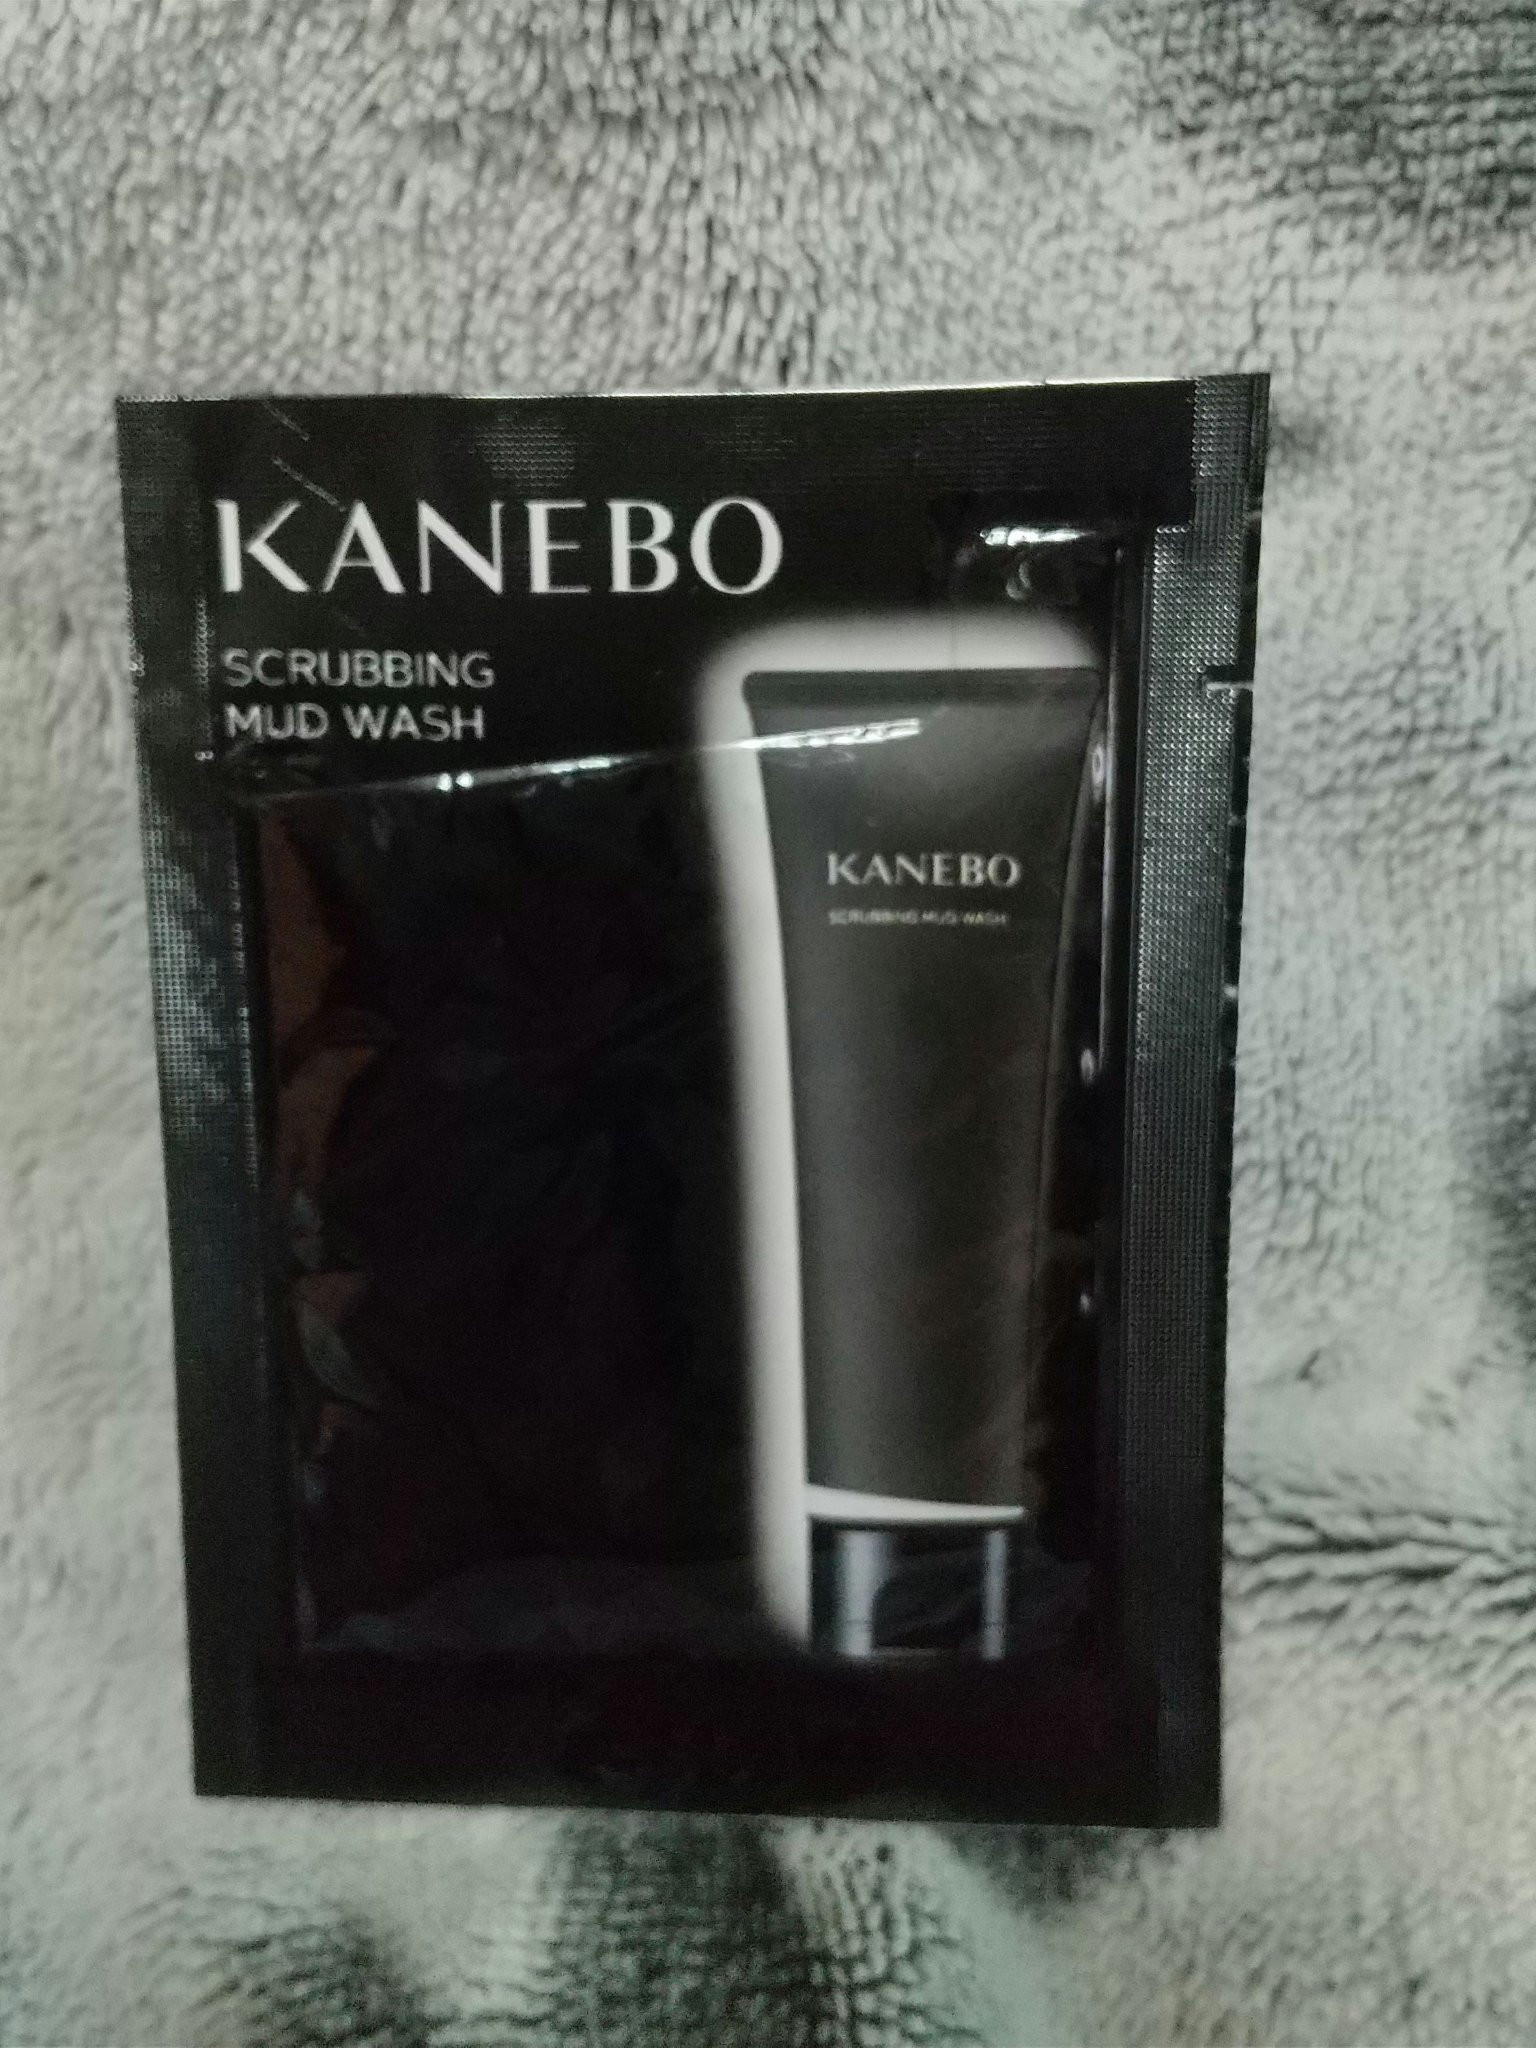 KANEBO
SCRUBBING
MUD WASH
KANEBO
SCRUBBING MUD WASH